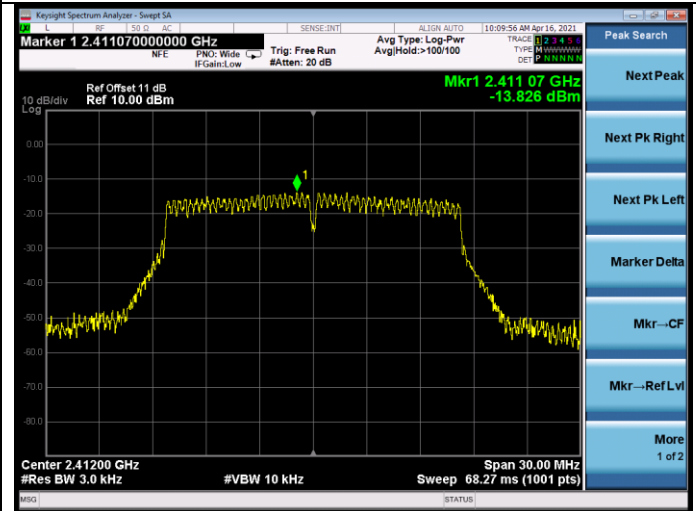 Keysight Spectrum Analyzer - Swept SA
L RF 50 Ω AC SENSE:INT ALIGN AUTO 10:09:56 AM Apr 16, 2021
Marker 1 2.411070000000 GHz
NFE
PNO: Wide
IFGain:Low
Trig: Free Run
#Atten: 20 dB
Avg Type: Log-Pwr
Avg|Hold:>100/100
TRACE 1 2 3 4 5 6
TYPE M WWWWW
DET P N N N N N
Peak Search
Next Peak
Next Pk Right
Next Pk Left
Marker Delta
Mkr→CF
Mkr→RefLvl
More
1 of 2
Mkr1 2.411 07 GHz
-13.826 dBm
Ref Offset 11 dB
10 dB/div Ref 10.00 dBm
Log
0.00
1
-10.0
-20.0
-30.0
-40.0
-50.0
-60.0
-70.0
-80.0
Center 2.41200 GHz Span 30.00 MHz
#Res BW 3.0 kHz #VBW 10 kHz Sweep 68.27 ms (1001 pts)
MSG STATUS